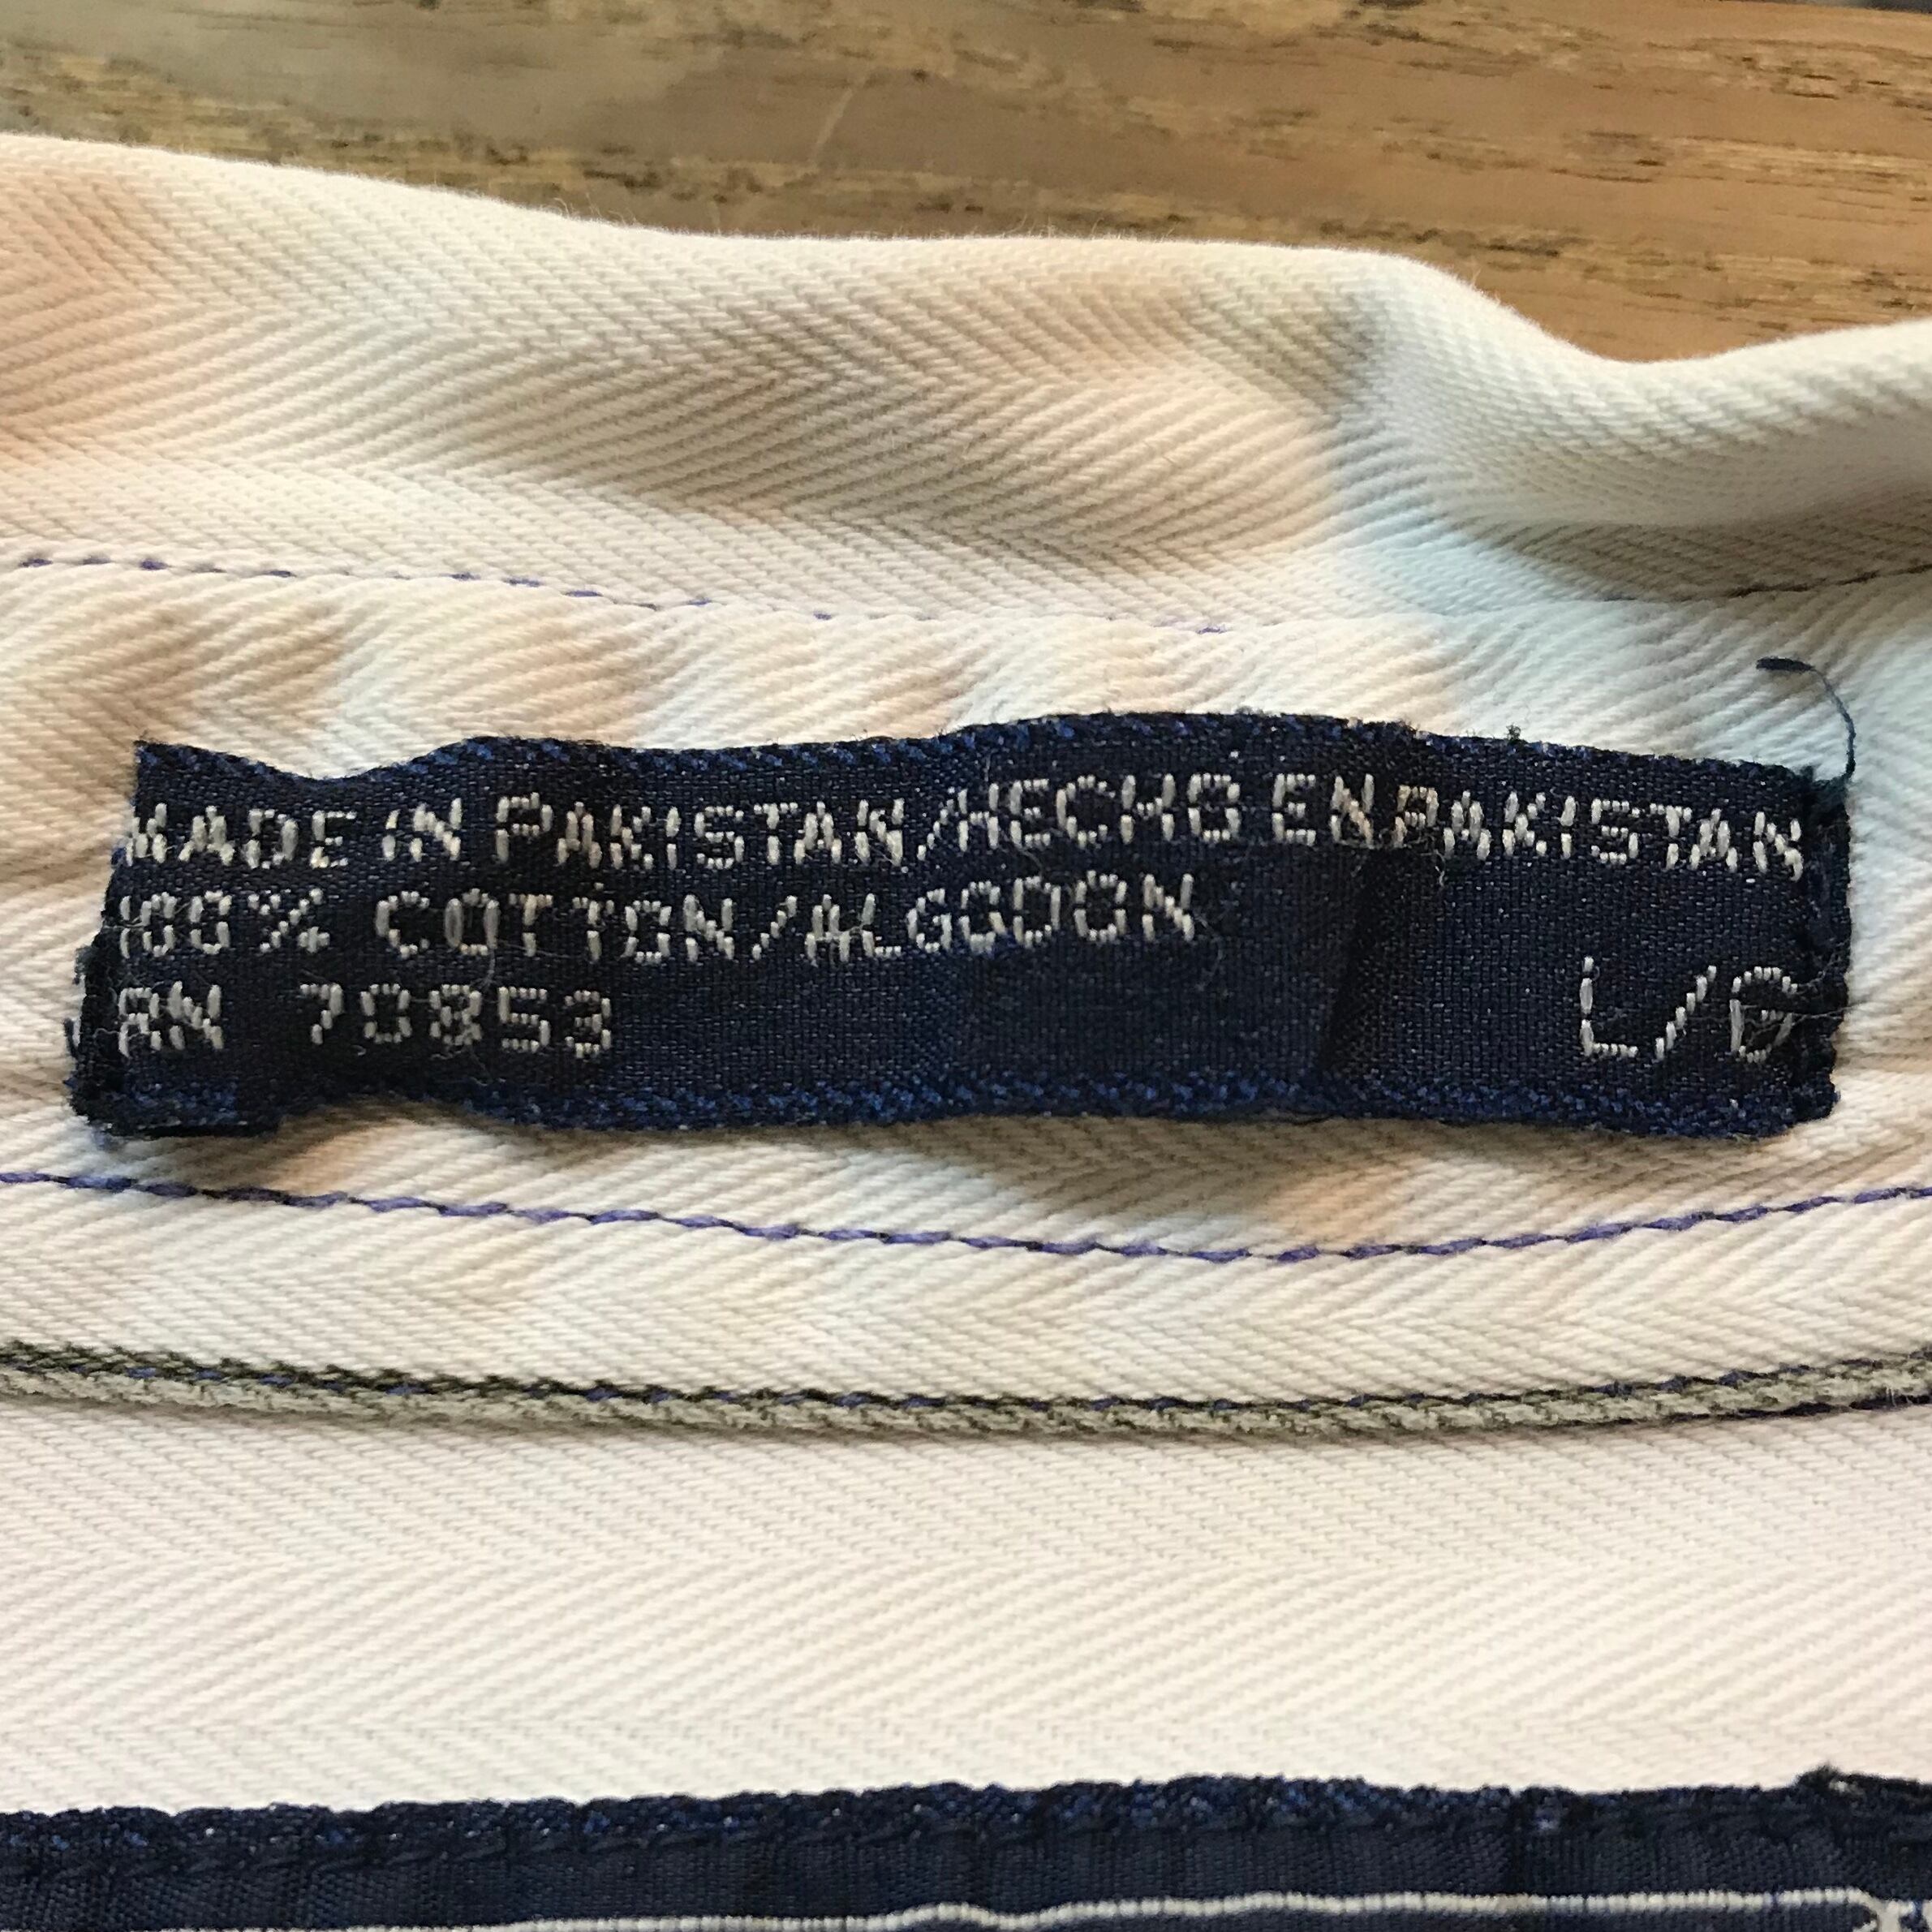 MADE IN PAKISTAN/HECHO EN PAKISTAN
100% COTTON/ALGODON
RN 70853
L/G